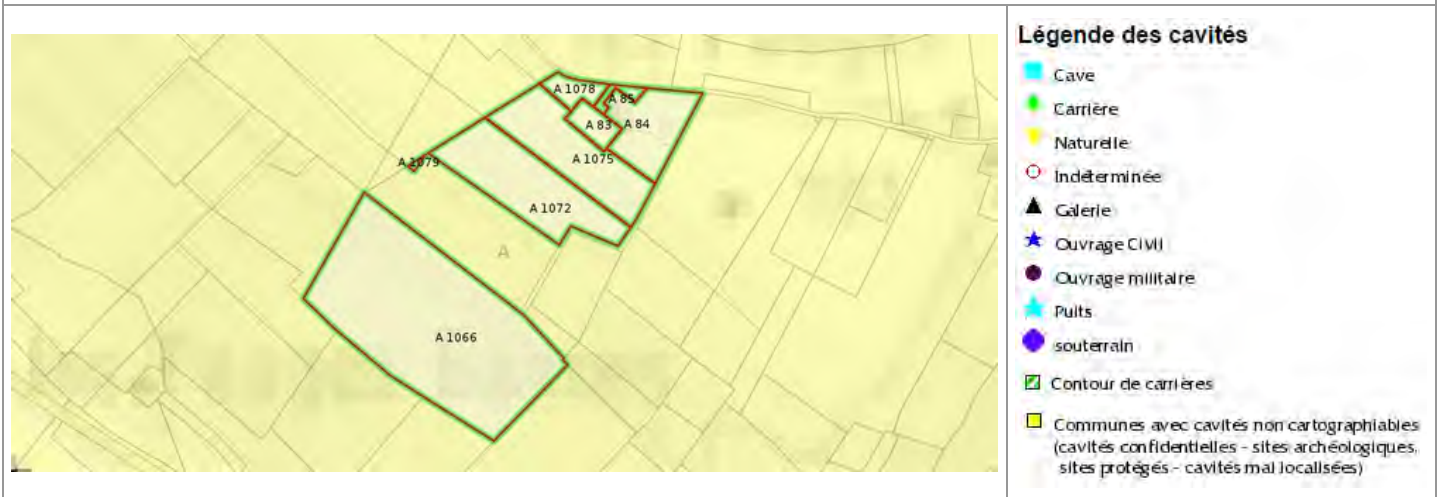 A 1078
A 85
A 83
A 84
A 1079
A 1075
A 1072
A
A 1066
Légende des cavités
Cave
Carrière
Naturelle
Indéterminée
Galerie
Ouvrage Civil
Ouvrage militaire
Puits
souterrain
Contour de carrières
Communes avec cavités non cartographiables
(cavités confidentielles - sites archéologiques,
sites protégés - cavités mal localisées)